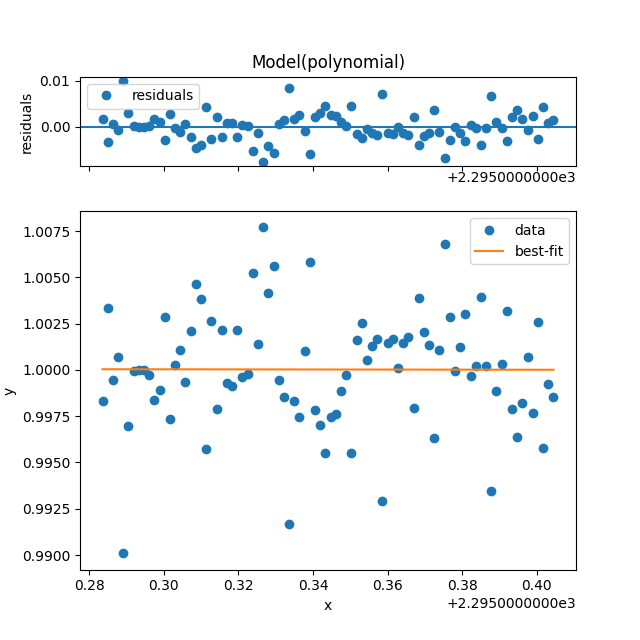 Model(polynomial)
0.01
residuals
0.00
residuals
+2.2950000000e3
1.0075
data
best-fit
1.0050
1.0025
1.0000
y
0.9975
0.9950
0.9925
0.9900
0.28 0.30 0.32 0.34 0.36 0.38 0.40
x +2.2950000000e3